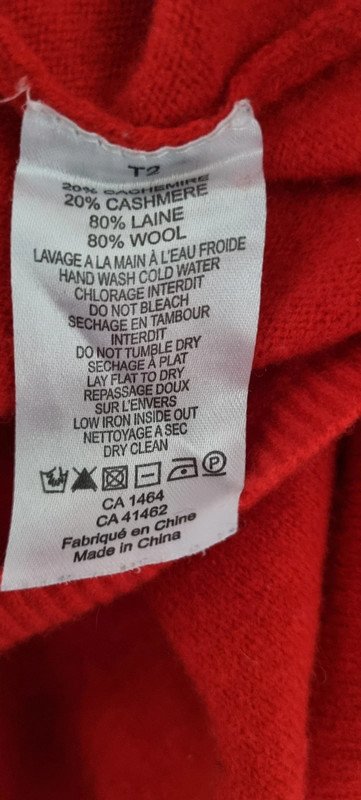 T2
20% CACHEMIRE
20% CASHMERE
80% LAINE
80% WOOL
LAVAGE A LA MAIN À L'EAU FROIDE
HAND WASH COLD WATER
CHLORAGE INTERDIT
DO NOT BLEACH
SECHAGE EN TAMBOUR
INTERDIT
DO NOT TUMBLE DRY
SÉCHAGE À PLAT
LAY FLAT TO DRY
REPASSAGE DOUX
SUR L'ENVERS
LOW IRON INSIDE OUT
NETTOYAGE A SEC
DRY CLEAN
P
CA 1464
CA 41462
Fabriqué en Chine
Made in China